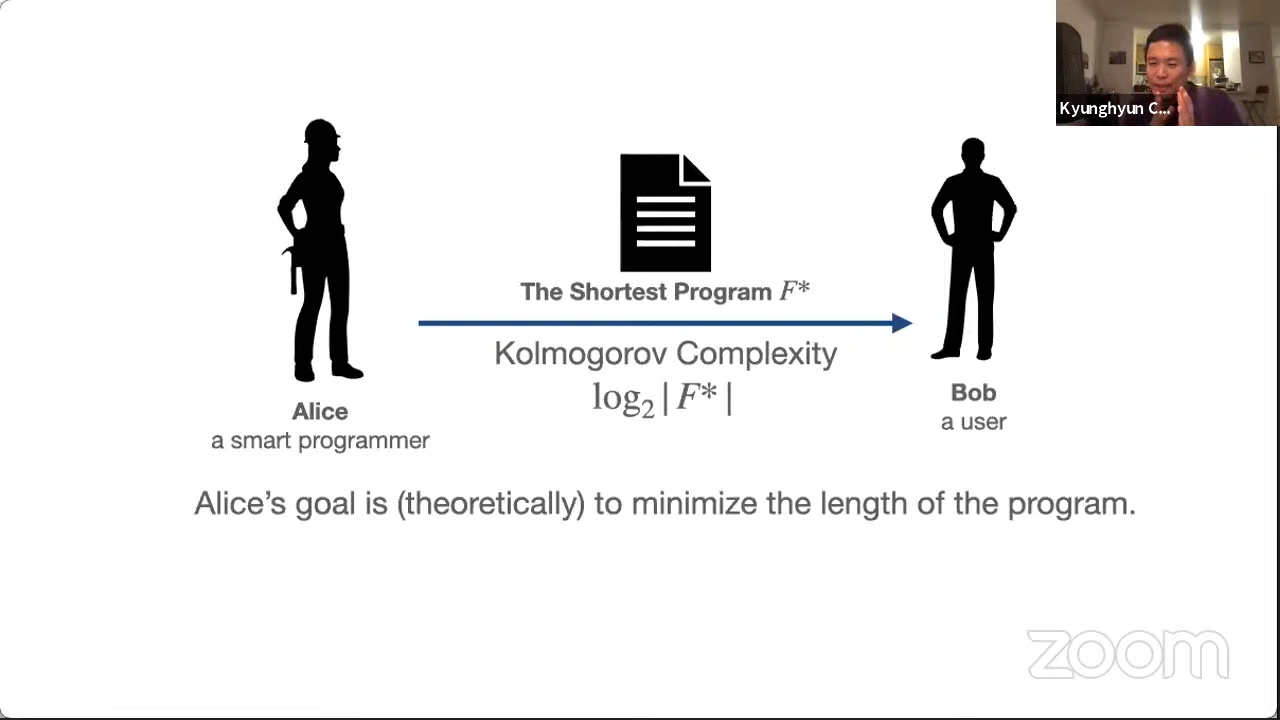 Kyunghyun C...
The Shortest Program F*
Kolmogorov Complexity
log₂|F*|
Alice
a smart programmer
Bob
a user
Alice’s goal is (theoretically) to minimize the length of the program.
zoom